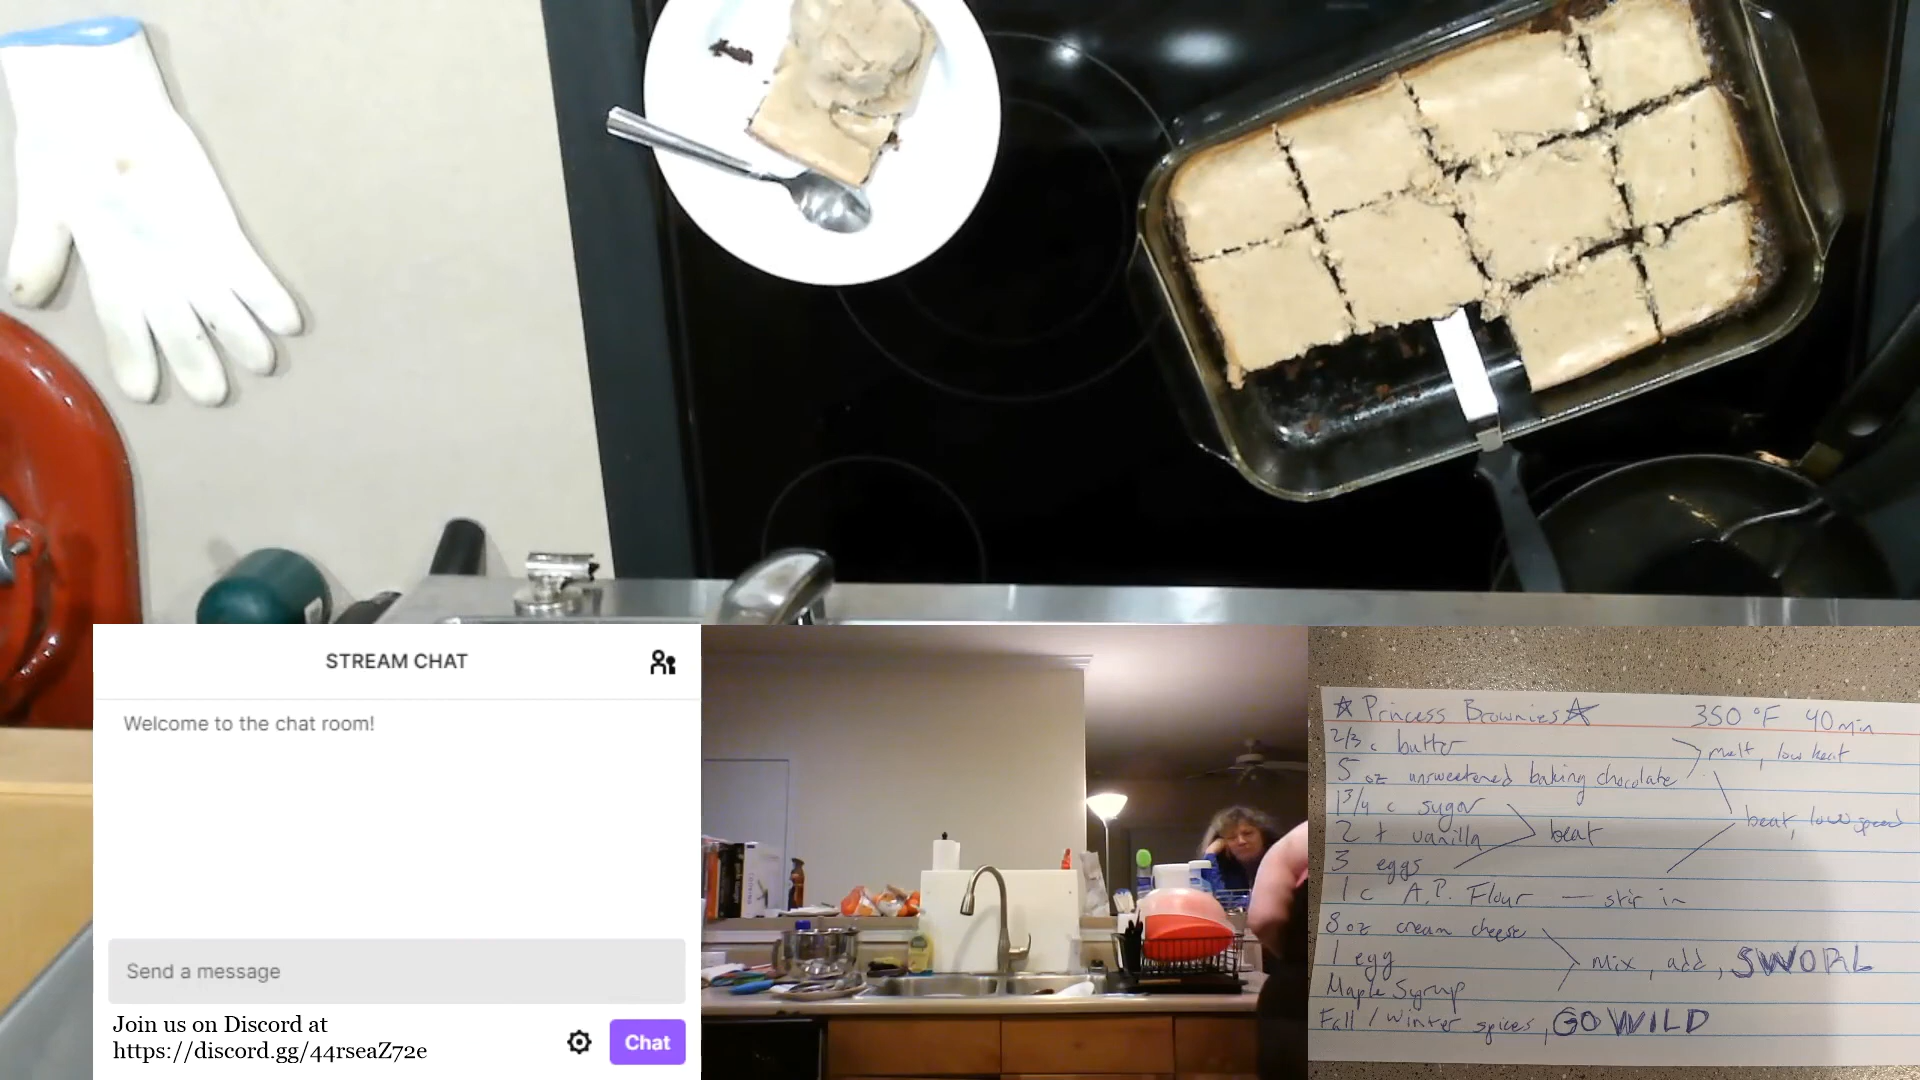 STREAM CHAT
Welcome to the chat room!
Send a message
Join us on Discord at
https://discord.gg/44rseaZ72e
Chat
☆ Princess Brownies ☆ 350 °F 40 min
2/3 c butter
melt, low heat
5 oz unsweetened baking chocolate
1 3/4 c sugar
beat, low speed
2 t vanilla
beat
3 eggs
1 c A.P. Flour — stir in
8 oz cream cheese
1 egg
mix, add, SWORL
Maple Syrup
Fall / winter spices, GO WILD